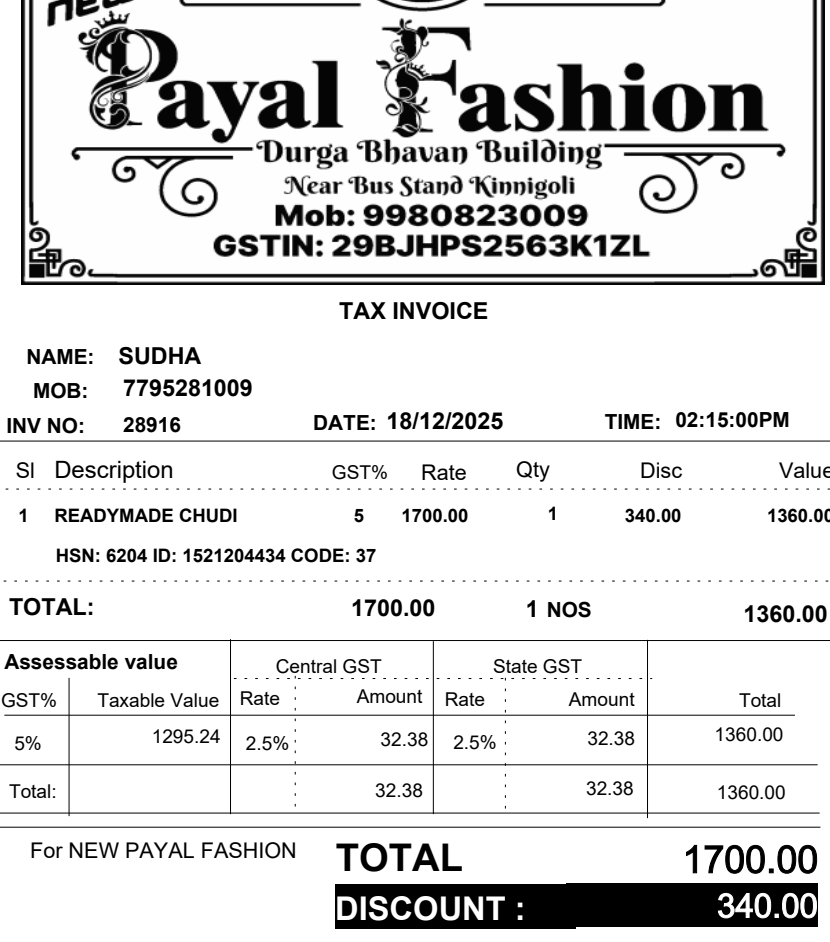 new
Payal Fashion
Durga Bhavan Building
Near Bus Stand Kinnigoli
Mob: 9980823009
GSTIN: 29BJHPS2563K1ZL
TAX INVOICE
NAME: SUDHA
MOB: 7795281009
INV NO: 28916 DATE: 18/12/2025 TIME: 02:15:00PM
Sl Description GST% Rate Qty Disc Value
1 READYMADE CHUDI 5 1700.00 1 340.00 1360.00
HSN: 6204 ID: 1521204434 CODE: 37
TOTAL: 1700.00 1 NOS 1360.00
Assessable value Central GST State GST
GST% Taxable Value Rate Amount Rate Amount Total
5% 1295.24 2.5% 32.38 2.5% 32.38 1360.00
Total: 32.38 32.38 1360.00
For NEW PAYAL FASHION TOTAL 1700.00
DISCOUNT : 340.00